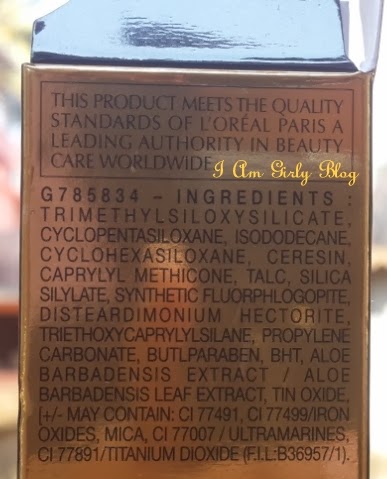 THIS PRODUCT MEETS THE QUALITY
STANDARDS OF L'ORÉAL PARIS A
LEADING AUTHORITY IN BEAUTY
CARE WORLDWIDE
I Am Girly Blog
G785834 - INGREDIENTS :
TRIMETHYLSILOXYSILICATE,
CYCLOPENTASILOXANE, ISODODECANE,
CYCLOHEXASILOXANE, CERESIN,
CAPRYLYL METHICONE, TALC, SILICA
SILYLATE, SYNTHETIC FLUORPHLOGOPITE,
DISTEARDIMONIUM HECTORITE,
TRIETHOXYCAPRYLYLSILANE, PROPYLENE
CARBONATE, BUTLPARABEN, BHT, ALOE
BARBADENSIS EXTRACT / ALOE
BARBADENSIS LEAF EXTRACT, TIN OXIDE,
[+/- MAY CONTAIN: CI 77491, CI 77499/IRON
OXIDES, MICA, CI 77007 / ULTRAMARINES,
CI 77891/TITANIUM DIOXIDE (F.I.L:B36957/1).